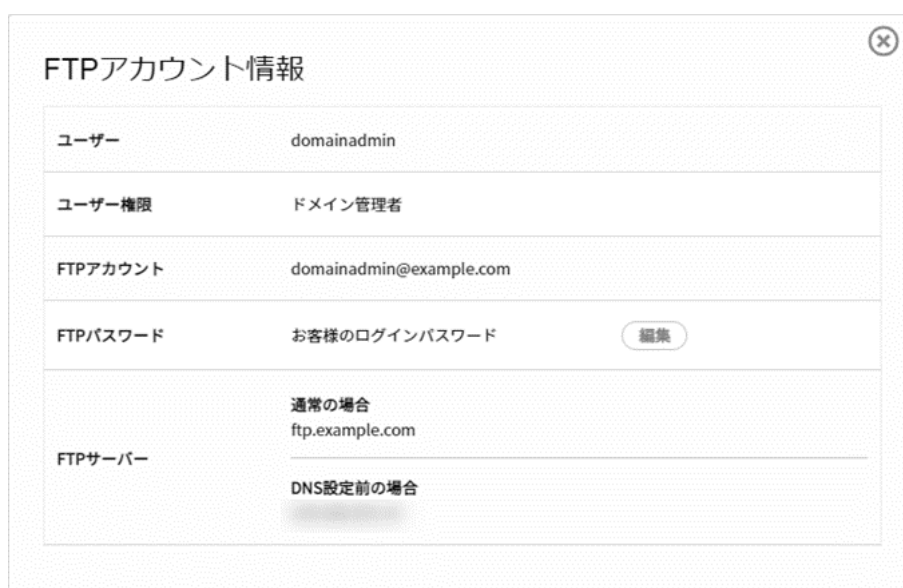 FTPアカウント情報
ユーザー domainadmin
ユーザー権限 ドメイン管理者
FTPアカウント domainadmin@example.com
FTPパスワード お客様のログインパスワード 編集
FTPサーバー
通常の場合
ftp.example.com
DNS設定前の場合